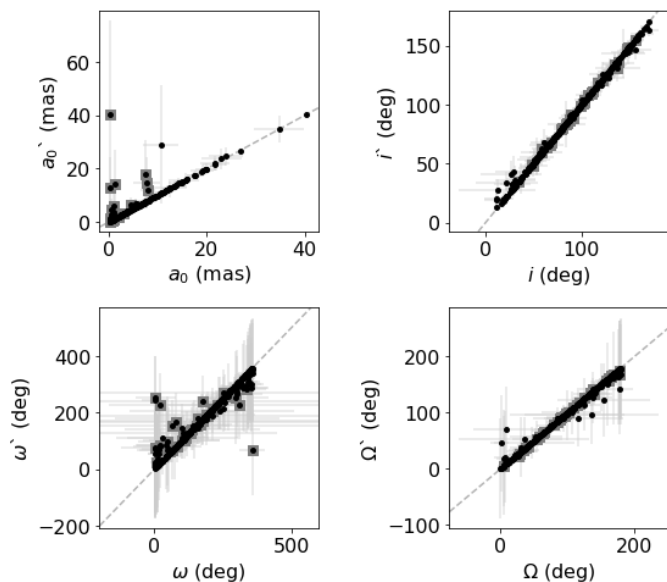 60
40
20
0
a₀` (mas)
0 20 40
a₀ (mas)
150
100
50
0
i` (deg)
0 100
i (deg)
400
200
0
−200
ω` (deg)
0 500
ω (deg)
200
100
0
−100
Ω` (deg)
0 200
Ω (deg)